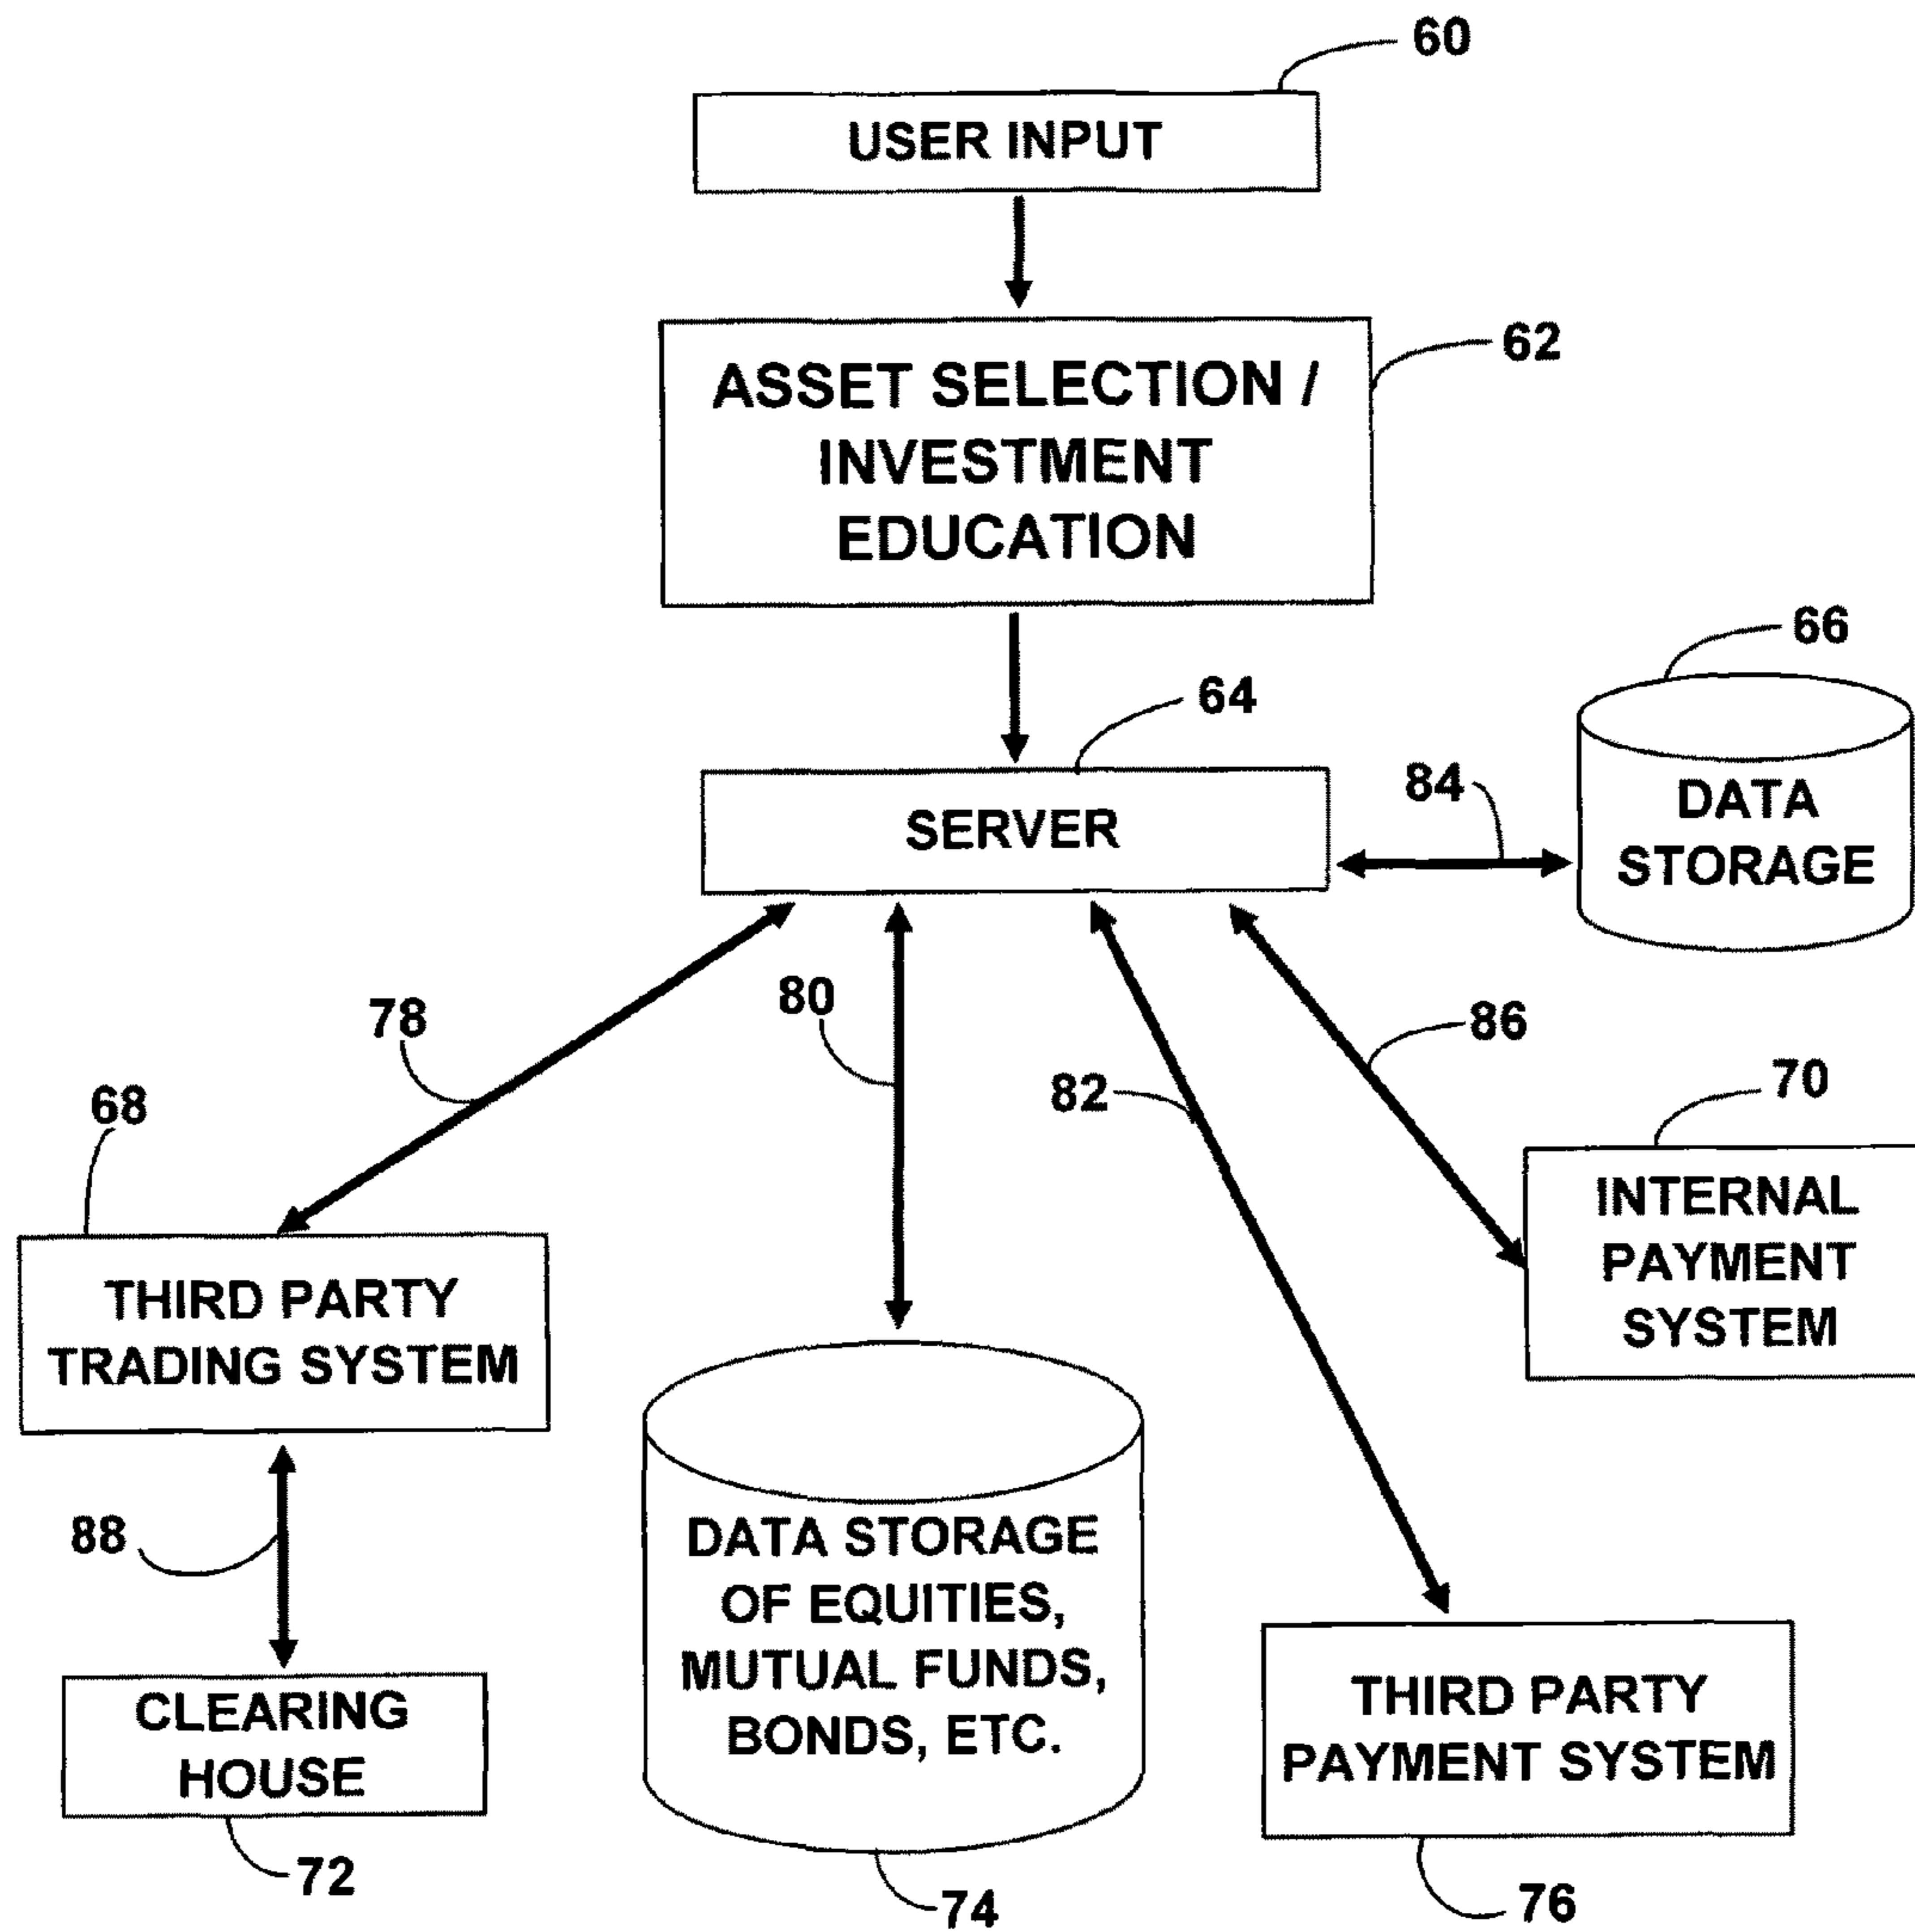 60
USER INPUT
62
ASSET SELECTION /
INVESTMENT
EDUCATION
66
64
84
DATA
STORAGE
SERVER
78
80
86
82
70
68
INTERNAL
PAYMENT
SYSTEM
THIRD PARTY
TRADING SYSTEM
88
DATA STORAGE
OF EQUITIES,
MUTUAL FUNDS,
BONDS, ETC.
CLEARING
HOUSE
THIRD PARTY
PAYMENT SYSTEM
72
74
76